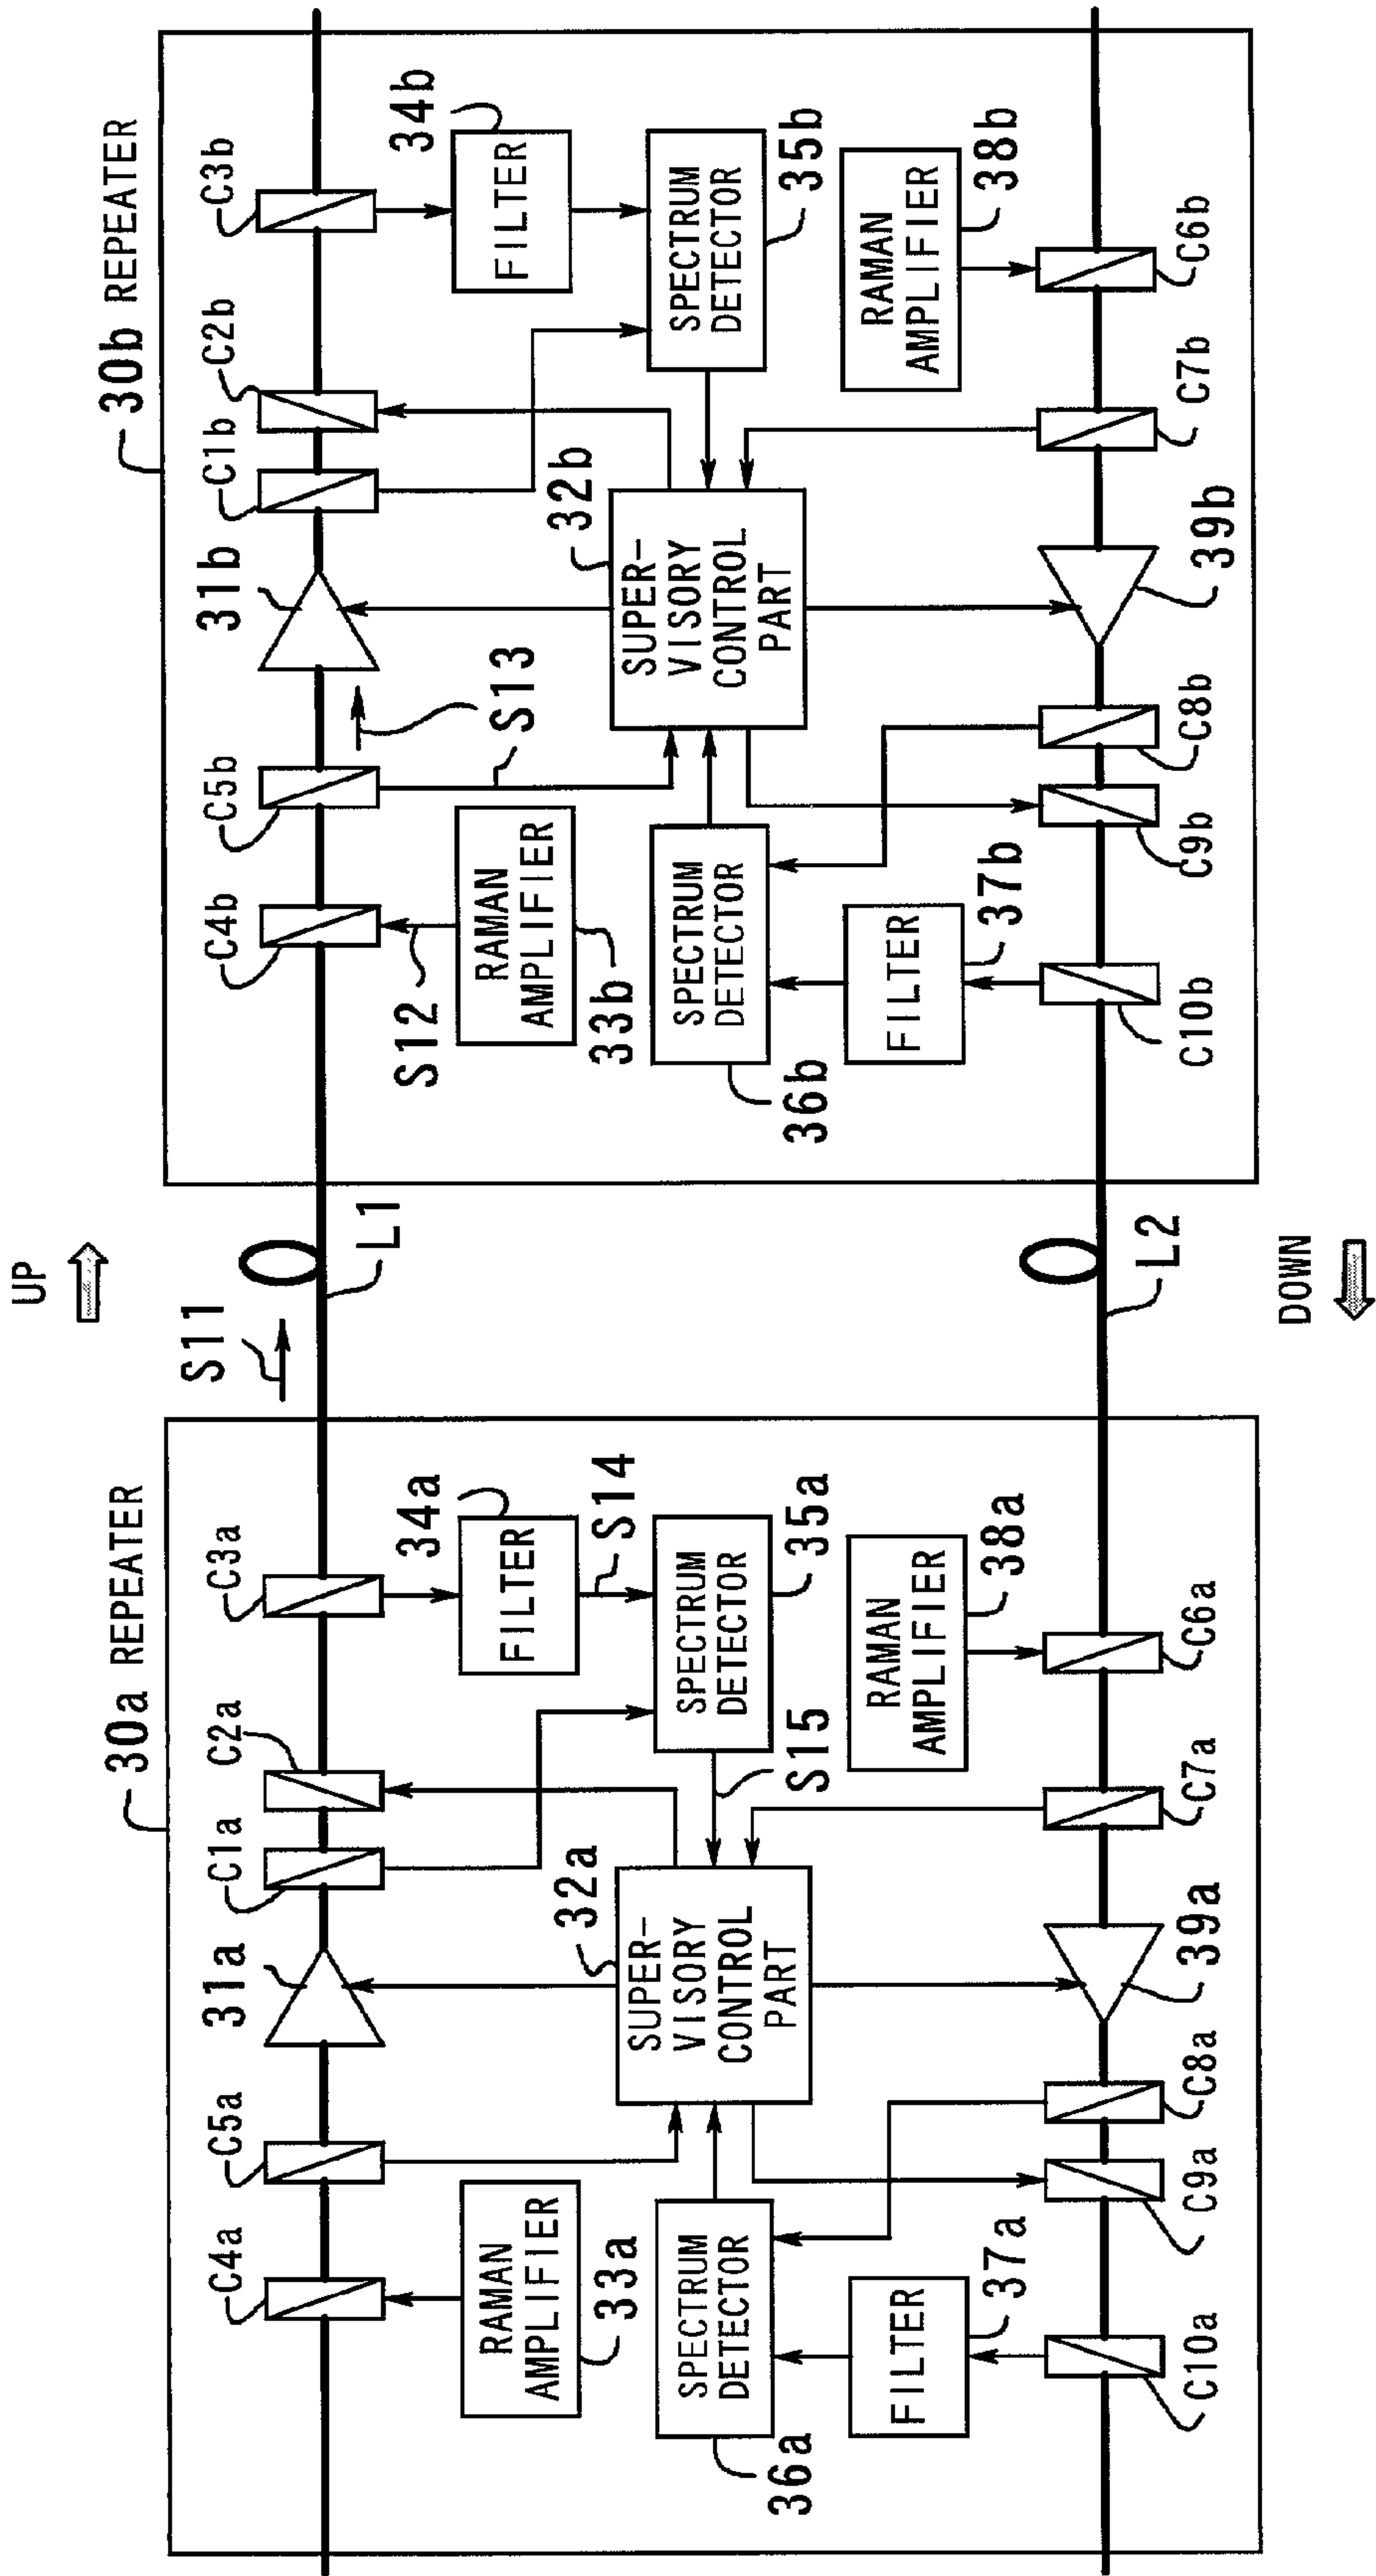 UP
DOWN
30a REPEATER
C4a
C5a
31a
C1a
C2a
C3a
RAMAN
AMPLIFIER
33a
32a
SUPER-
VISORY
CONTROL
PART
FILTER
34a
S14
SPECTRUM
DETECTOR
35a
S15
SPECTRUM
DETECTOR
36a
FILTER
37a
RAMAN
AMPLIFIER
38a
C10a
C9a
C8a
39a
C7a
C6a
S11
L1
L2
30b REPEATER
C4b
C5b
31b
C1b
C2b
C3b
S12
RAMAN
AMPLIFIER
33b
S13
32b
SUPER-
VISORY
CONTROL
PART
FILTER
34b
SPECTRUM
DETECTOR
35b
SPECTRUM
DETECTOR
36b
FILTER
37b
RAMAN
AMPLIFIER
38b
C10b
C9b
C8b
39b
C7b
C6b